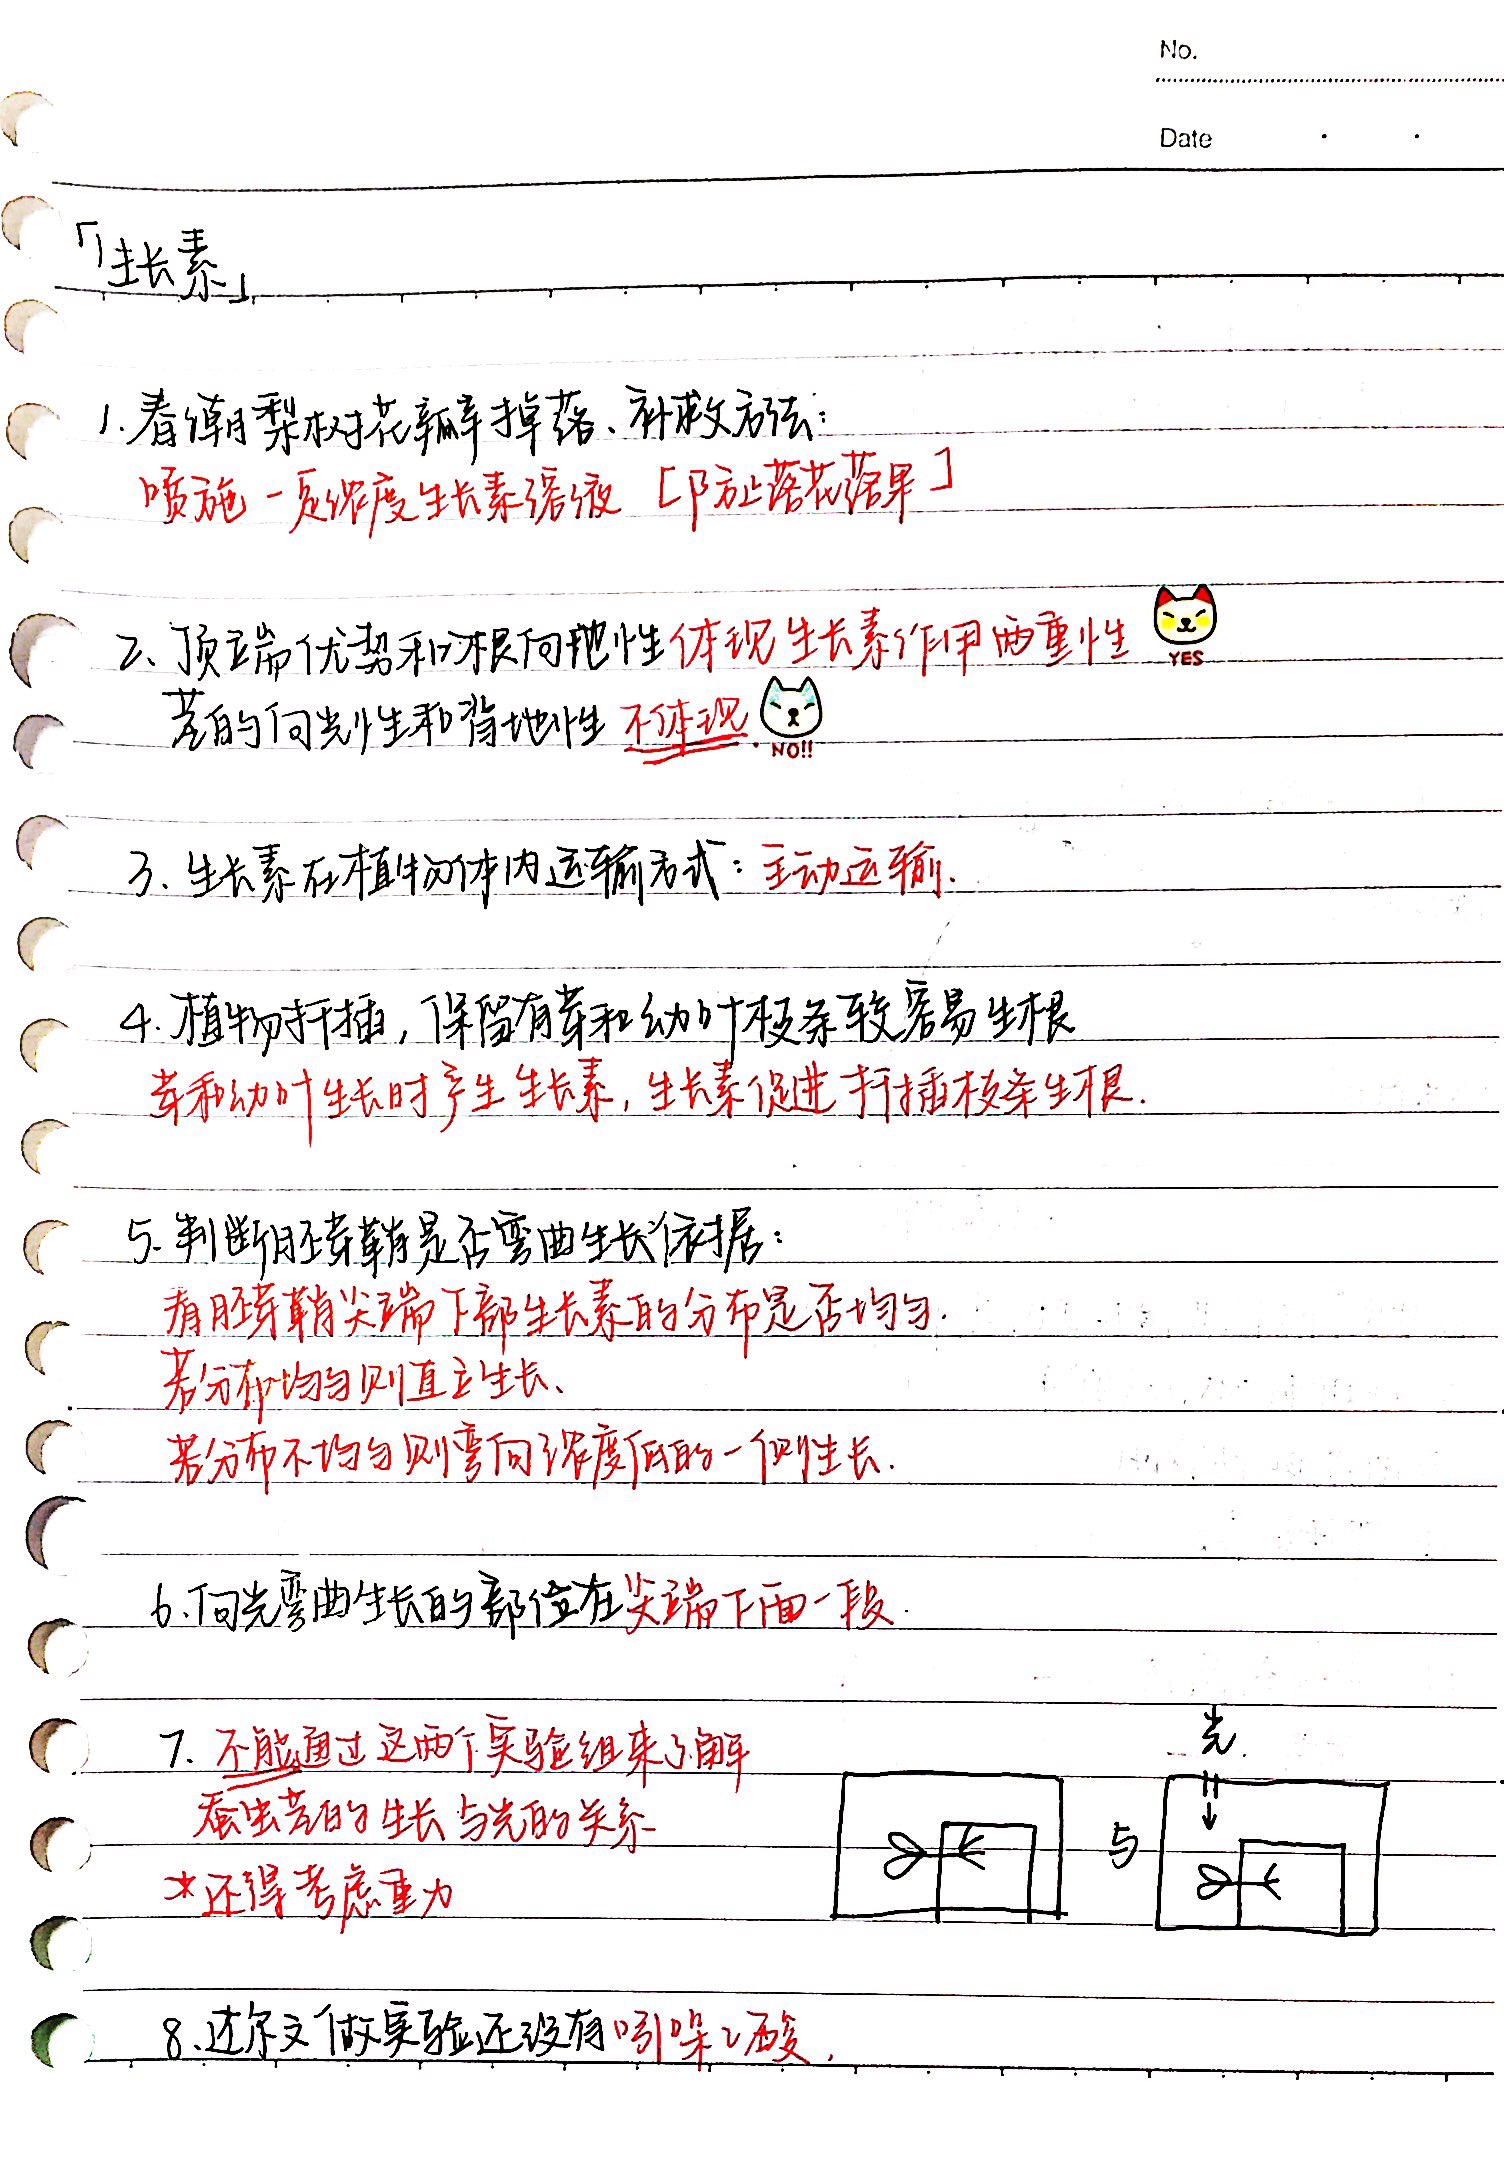 No.
Date
「生长素」
1.春潮梨树花瓣掉落、补救方法:
喷施一定浓度生长素溶液 [防止落花落果]
2、顶端优势和根向地性体现生长素作用两重性
YES
茎的向光性和背地性不体现.
NO!!
3.生长素在植物体内运输方式:主动运输.
4.植物扦插,保留有芽和幼叶枝条较容易生根
芽和幼叶生长时产生生长素,生长素促进扦插枝条生根.
5.判断胚芽鞘是否弯曲生长依据:
有胚芽鞘尖端下部生长素的分布是否均匀.
若分布均匀则直立生长、
若分布不均匀则弯向浓度低的一侧生长.
6.向光弯曲生长的部位在尖端下面一段.
7.不能通过这两个实验组来了解
蚕虫茎的生长与光的关系
*还得考虑重力
光.
与
8.达尔文做实验还没有吲哚乙酸.